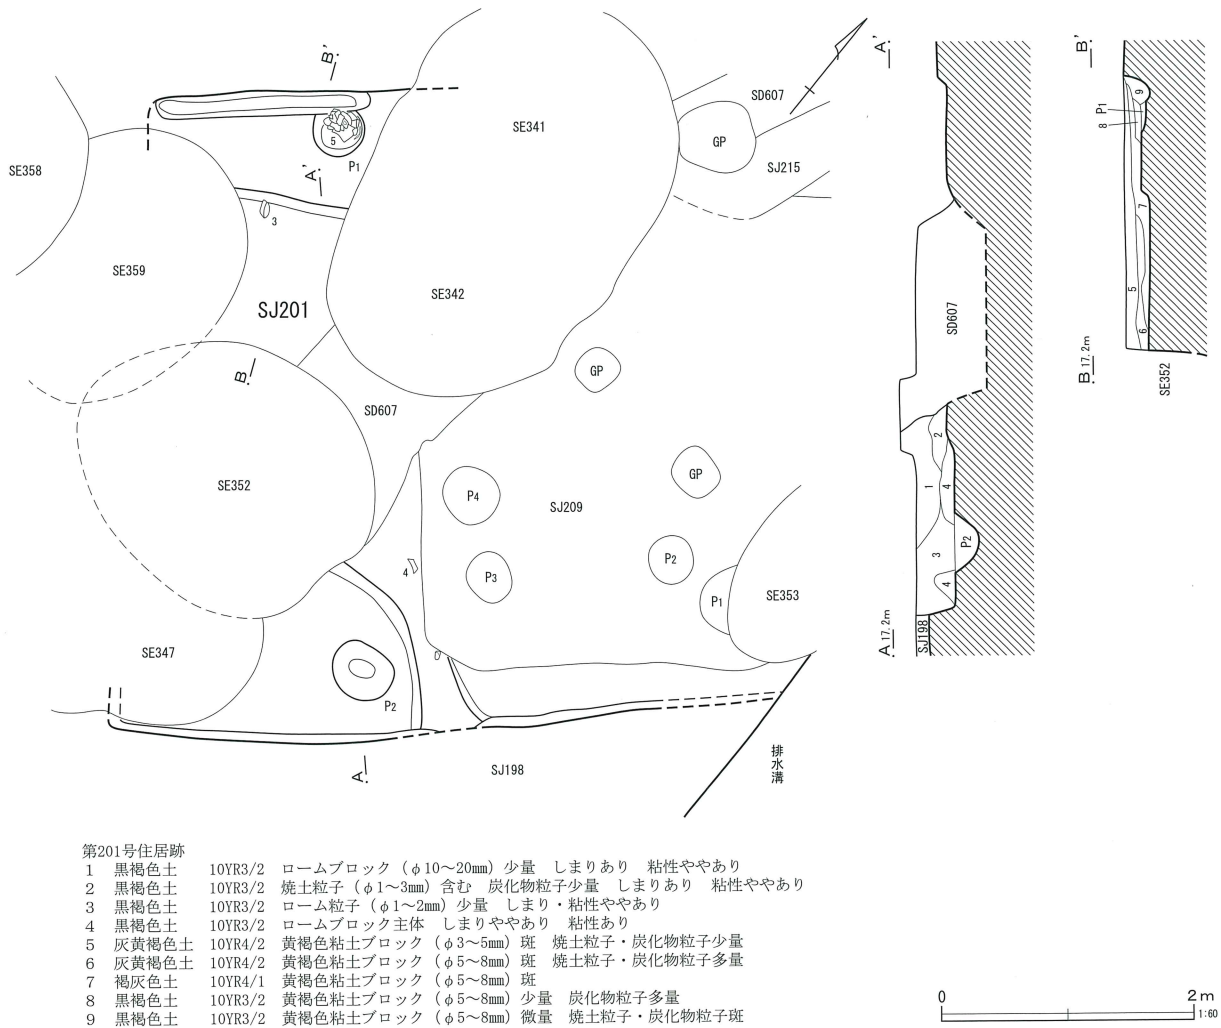 B'
A'
B'
SD607
SE341
GP
SJ215
9
P1
8
5
P1
SE358
A'
3
7
SE359
SE342
SJ201
SD607
5
6
GP
B
B 17.2m
SE352
SD607
2
SE352
P4
GP
SJ209
1
4
P2
4
P3
P2
3
P1
SE353
4
SE347
A 17.2m
SJ198
P2
A
SJ198
排水溝
第201号住居跡
1 黒褐色土 10YR3/2 ロームブロック(φ10～20mm)少量 しまりあり 粘性ややあり
2 黒褐色土 10YR3/2 焼土粒子(φ1～3mm)含む 炭化物粒子少量 しまりあり 粘性ややあり
3 黒褐色土 10YR3/2 ローム粒子(φ1～2mm)少量 しまり・粘性ややあり
4 黒褐色土 10YR3/2 ロームブロック主体 しまりややあり 粘性あり
5 灰黄褐色土 10YR4/2 黄褐色粘土ブロック(φ3～5mm)斑 焼土粒子・炭化物粒子少量
6 灰黄褐色土 10YR4/2 黄褐色粘土ブロック(φ5～8mm)斑 焼土粒子・炭化物粒子多量
7 褐灰色土 10YR4/1 黄褐色粘土ブロック(φ5～8mm)斑
8 黒褐色土 10YR3/2 黄褐色粘土ブロック(φ5～8mm)少量 炭化物粒子多量
9 黒褐色土 10YR3/2 黄褐色粘土ブロック(φ5～8mm)微量 焼土粒子・炭化物粒子斑
0 2m
1:60